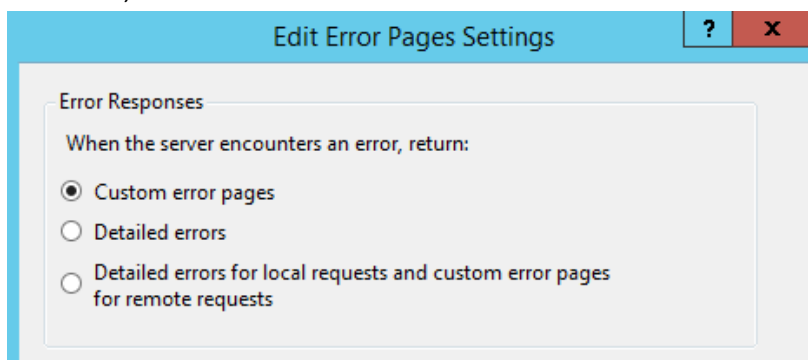 Edit Error Pages Settings
?
x
Error Responses
When the server encounters an error, return:
Custom error pages
Detailed errors
Detailed errors for local requests and custom error pages
for remote requests